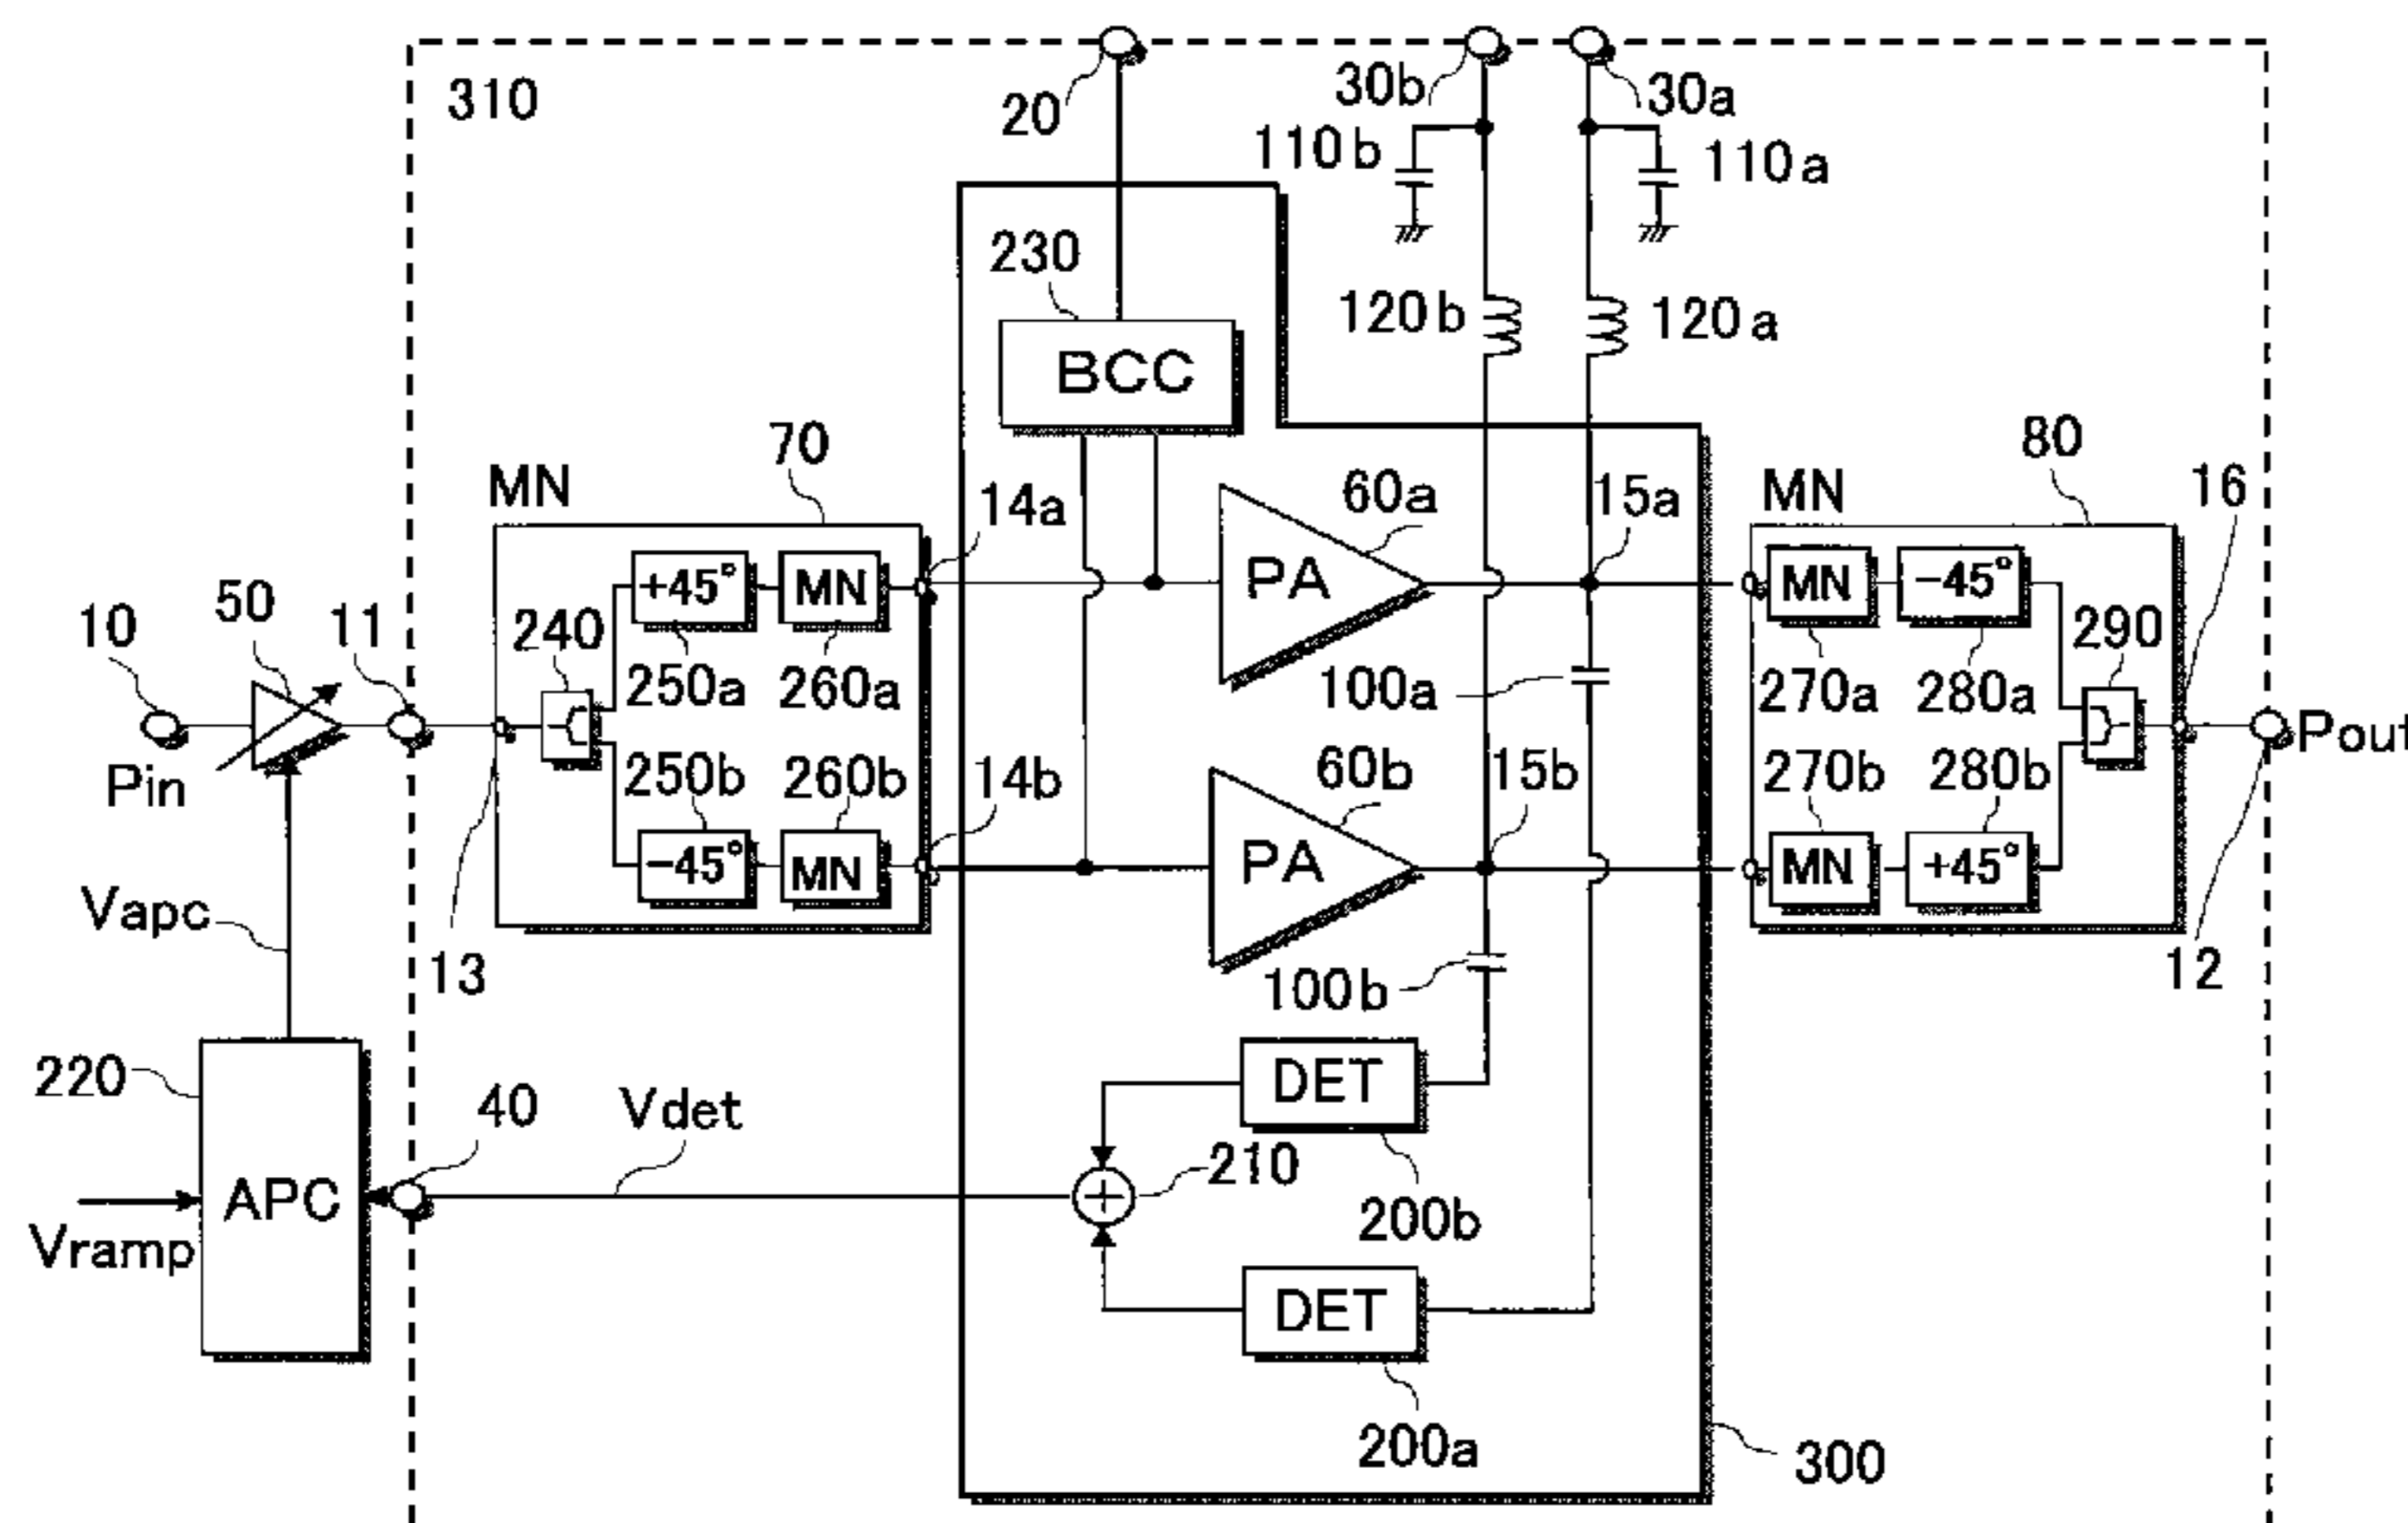 310
20
30b
30a
110b
110a
230
BCC
120b
120a
70
80
MN
14a
60a
15a
MN
16
10
50
11
240
+45°
MN
PA
MN
-45°
290
250a
260a
100a
270a
280a
Pin
250b
260b
14b
60b
15b
270b
280b
Pout
-45°
MN
PA
MN
+45°
Vapc
13
100b
12
220
40
Vdet
DET
210
APC
200b
Vramp
DET
200a
300